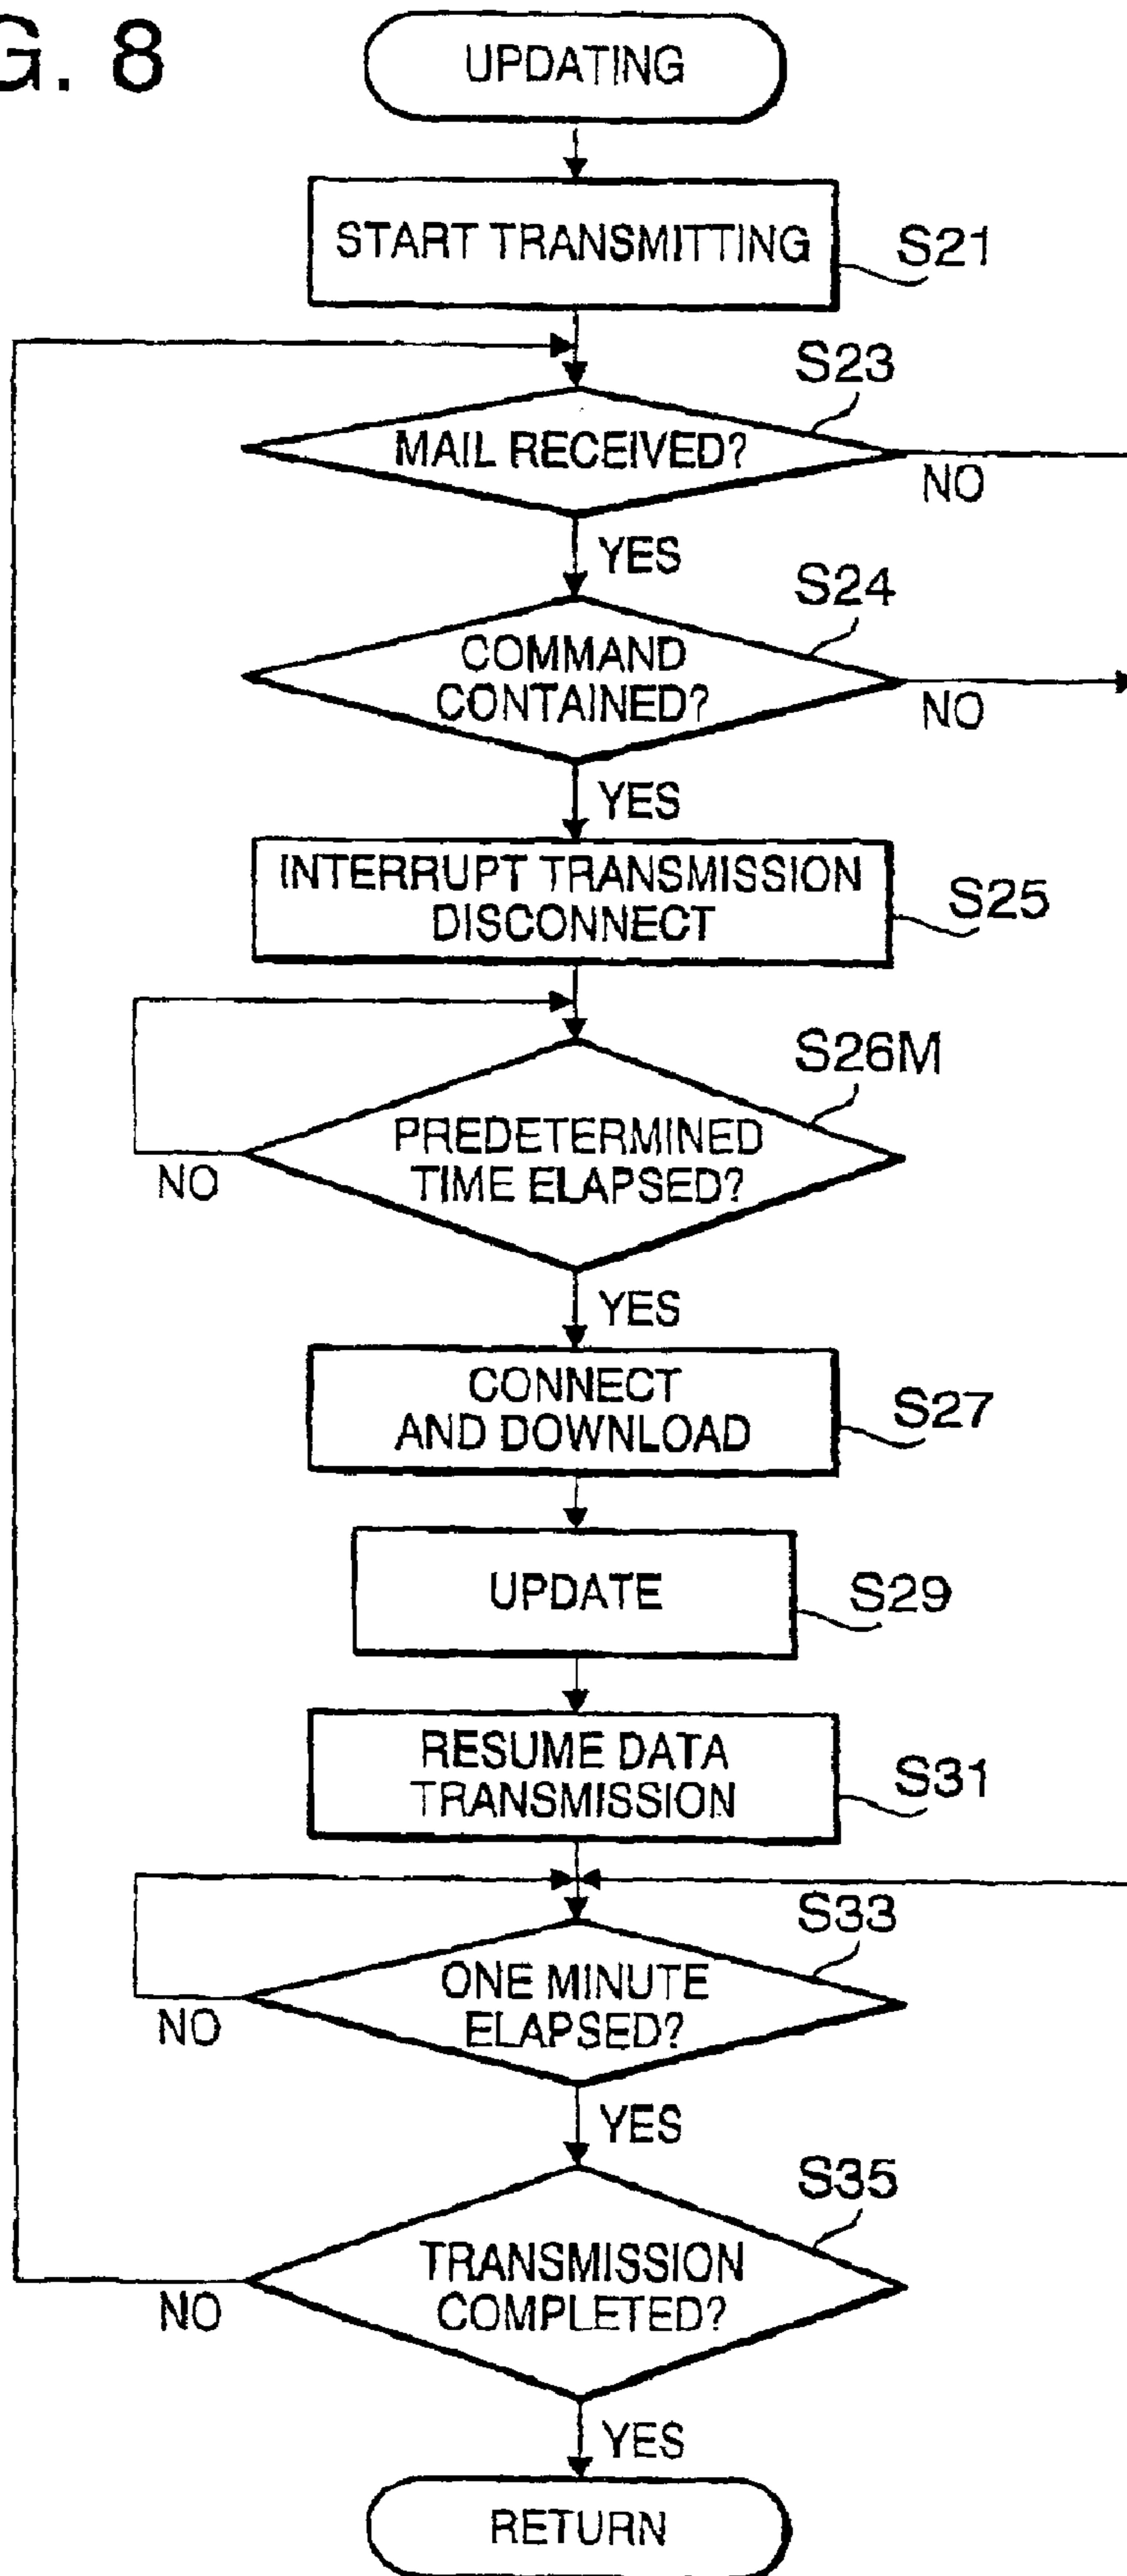 G. 8
UPDATING
START TRANSMITTING
S21
S23
MAIL RECEIVED?
NO
YES
S24
COMMAND
CONTAINED?
NO
YES
INTERRUPT TRANSMISSION
DISCONNECT
S25
S26M
PREDETERMINED
TIME ELAPSED?
NO
YES
CONNECT
AND DOWNLOAD
S27
UPDATE
S29
RESUME DATA
TRANSMISSION
S31
S33
ONE MINUTE
ELAPSED?
NO
YES
S35
TRANSMISSION
COMPLETED?
NO
YES
RETURN